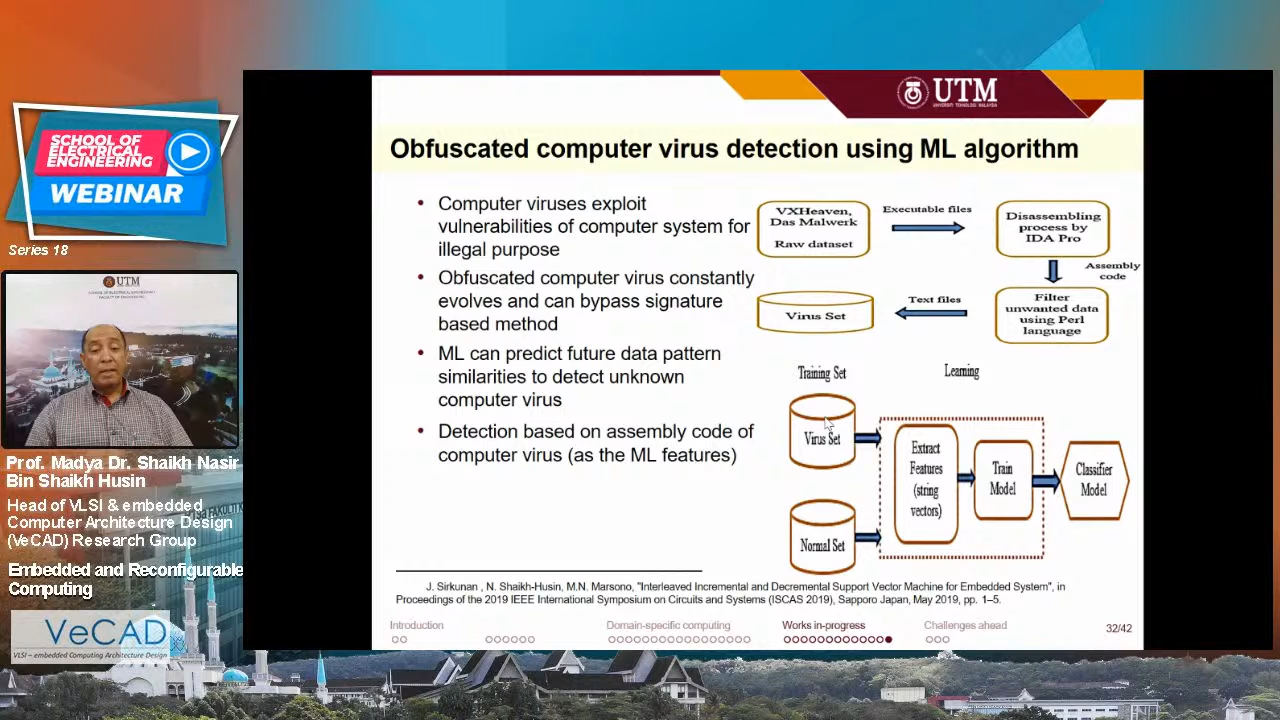 SCHOOL OF
ELECTRICAL
ENGINEERING
WEBINAR
Series 18
UTM
Prof. Madya Dr. Shaikh Nasir
Bin Shaikh Husin
Head of VLSI & embedded
Computer Architecture Design
(VeCAD) Research Group
Embedded and Reconfigurable
Computing
VeCAD
VLSI – embedded Computing Architecture Design
UTM
UNIVERSITI TEKNOLOGI MALAYSIA
Obfuscated computer virus detection using ML algorithm
• Computer viruses exploit
vulnerabilities of computer system for
illegal purpose
• Obfuscated computer virus constantly
evolves and can bypass signature
based method
• ML can predict future data pattern
similarities to detect unknown
computer virus
• Detection based on assembly code of
computer virus (as the ML features)
VXHeaven,
Das Malwerk
Raw dataset
Executable files
Disassembling
process by
IDA Pro
Assembly
code
Filter
unwanted data
using Perl
language
Text files
Virus Set
Training Set
Learning
Virus Set
Normal Set
Extract
Features
(string
vectors)
Train
Model
Classifier
Model
J. Sirkunan , N. Shaikh-Husin, M.N. Marsono, "Interleaved Incremental and Decremental Support Vector Machine for Embedded System", in
Proceedings of the 2019 IEEE International Symposium on Circuits and Systems (ISCAS 2019), Sapporo Japan, May 2019, pp. 1–5.
Introduction
Domain-specific computing
Works in-progress
Challenges ahead
32/42